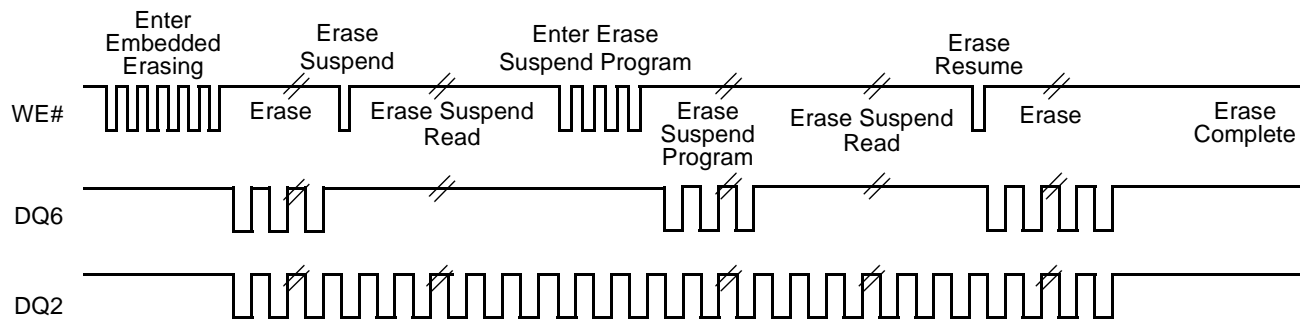 Enter
Embedded
Erasing
Erase
Suspend
Enter Erase
Suspend Program
Erase
Resume
WE#
Erase
Erase Suspend
Read
Erase
Suspend
Program
Erase Suspend
Read
Erase
Erase
Complete
DQ6
DQ2